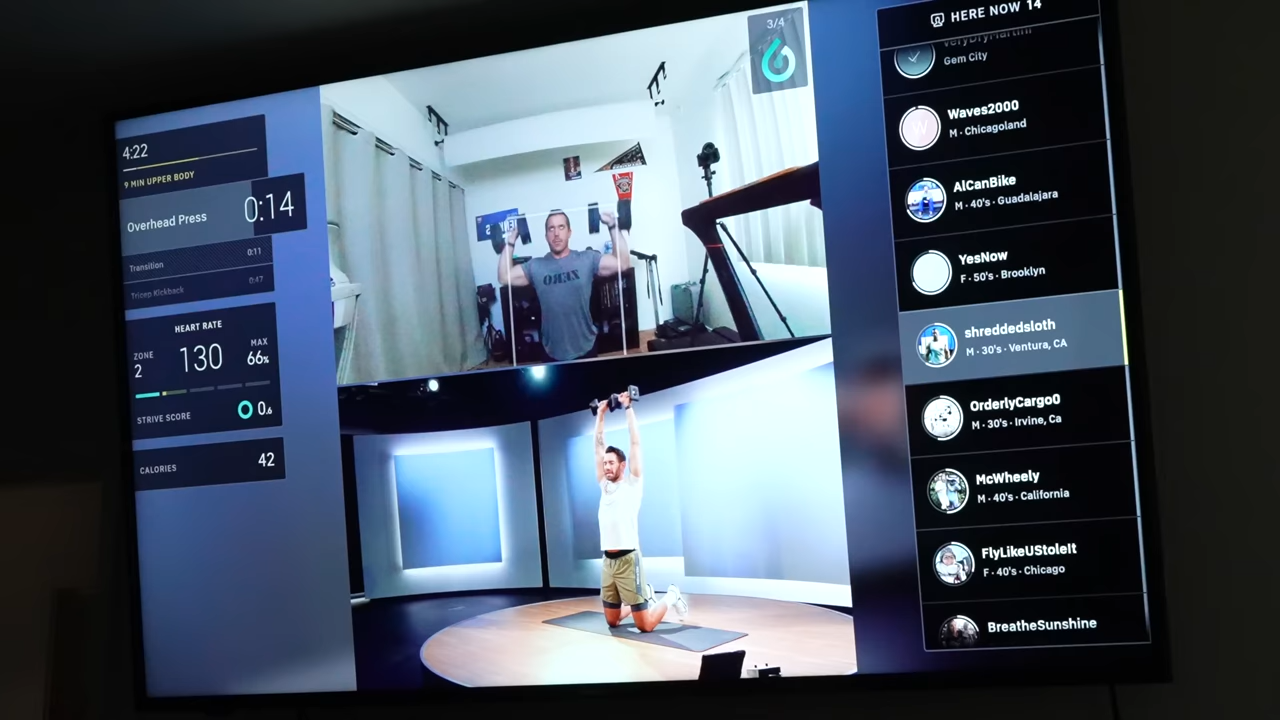 4:22
9 MIN UPPER BODY
Overhead Press 0:14
Transition 0:11
Tricep Kickback 0:47
HEART RATE
ZONE 2
130
MAX 66%
STRIVE SCORE 0.6
CALORIES 42
3/4
ZERO
HERE NOW 14
veryDryMartini
Gem City
W
Waves2000
M · Chicagoland
AlCanBike
M · 40's · Guadalajara
YesNow
F · 50's · Brooklyn
shreddedsloth
M · 30's · Ventura, CA
OrderlyCargo0
M · 30's · Irvine, Ca
McWheely
M · 40's · California
FlyLikeUStoleIt
F · 40's · Chicago
BreatheSunshine